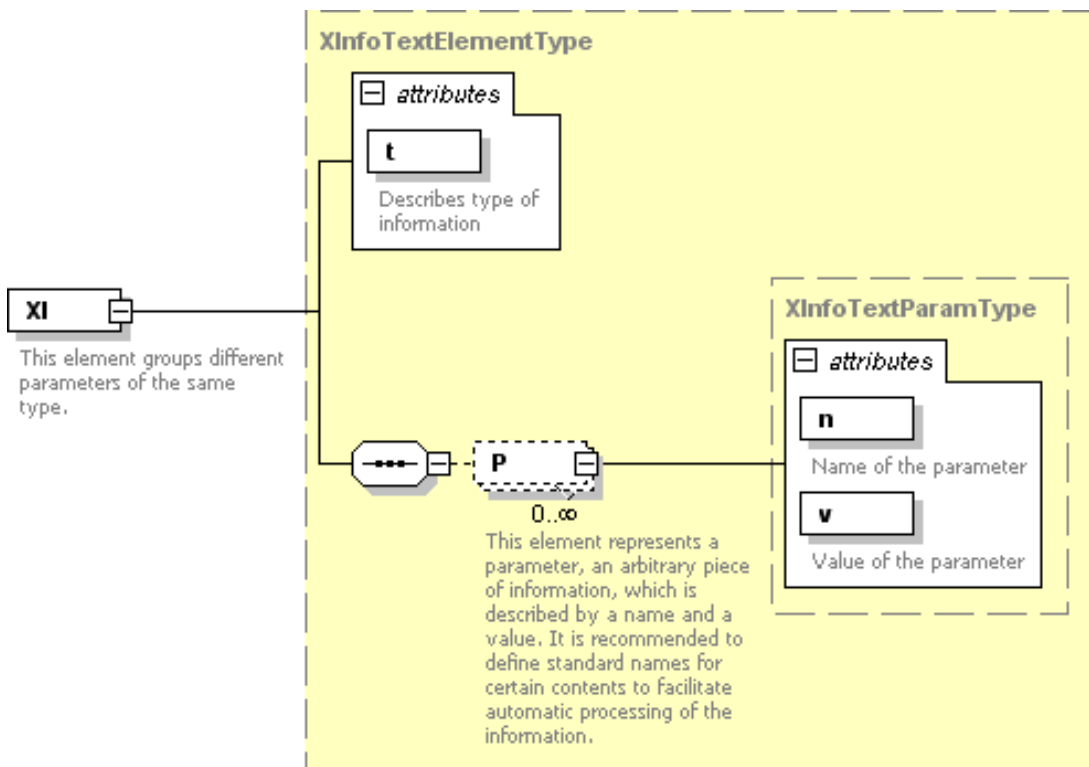 XInfoTextElementType
attributes
t
Describes type of
information
XI
This element groups different
parameters of the same
type.
XInfoTextParamType
attributes
n
Name of the parameter
v
Value of the parameter
P
0..∞
This element represents a
parameter, an arbitrary piece
of information, which is
described by a name and a
value. It is recommended to
define standard names for
certain contents to facilitate
automatic processing of the
information.